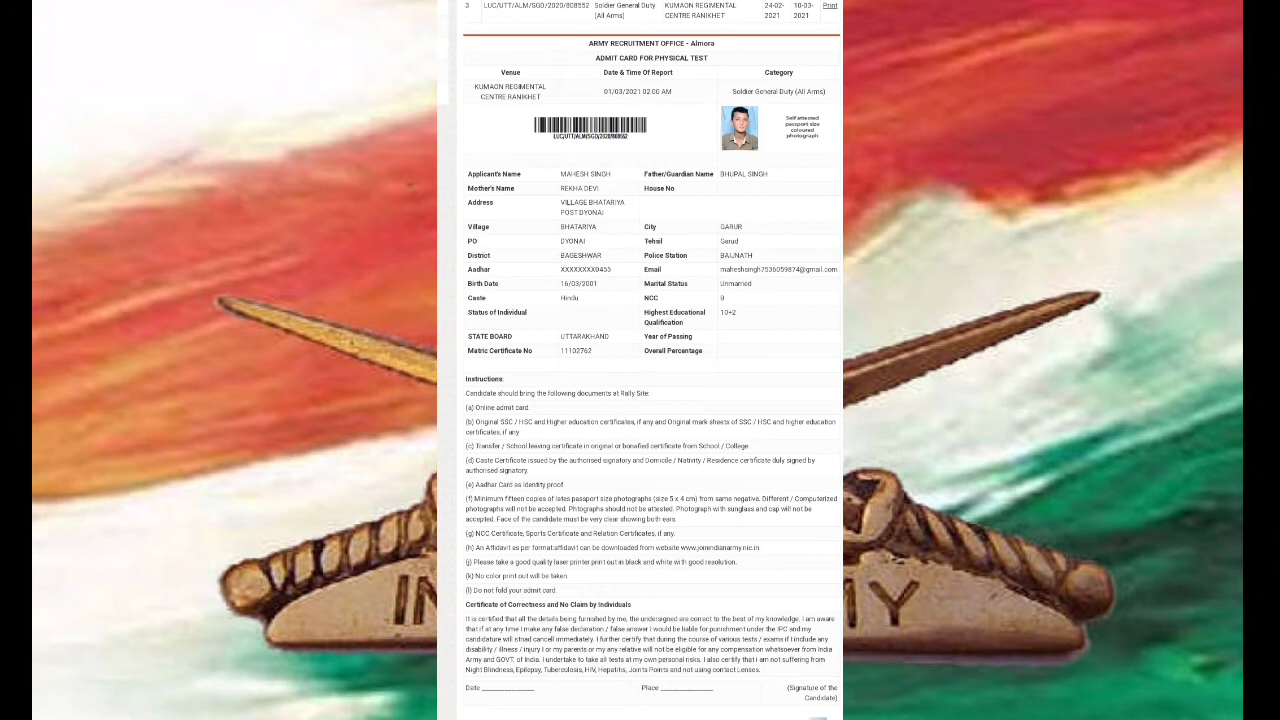 3 LUC/UTT/ALM/SGD/2020/808552 Soldier General Duty (All Arms) KUMAON REGIMENTAL CENTRE RANIKHET 24-02-2021 10-03-2021 Print
ARMY RECRUITMENT OFFICE - Almora
ADMIT CARD FOR PHYSICAL TEST
Venue Date & Time Of Report Category
KUMAON REGIMENTAL
CENTRE RANIKHET
01/03/2021 02:00 AM
Soldier General Duty (All Arms)
LUC/UTT/ALM/SGD/2020/808552
Self attested
passport size
coloured
photograph
Applicant's Name MAHESH SINGH Father/Guardian Name BHUPAL SINGH
Mother's Name REKHA DEVI House No
Address VILLAGE BHATARIYA
POST DYONAI
Village BHATARIYA City GARUR
PO DYONAI Tehsil Garud
District BAGESHWAR Police Station BAIJNATH
Aadhar XXXXXXXX0455 Email maheshsingh7536059874@gmail.com
Birth Date 16/03/2001 Marital Status Unmarried
Caste Hindu NCC B
Status of Individual Highest Educational 10+2
Qualification
STATE BOARD UTTARAKHAND Year of Passing
Matric Certificate No 11102762 Overall Percentage
Instructions:
Candidate should bring the following documents at Rally Site:
(a) Online admit card.
(b) Original SSC / HSC and Higher education certificates, if any and Original mark sheets of SSC / HSC and higher education
certificates, if any.
(c) Transfer / School leaving certificate in original or bonafied certificate from School / College.
(d) Caste Certificate issued by the authorised signatory and Domicile / Nativity / Residence certificate duly signed by
authorised signatory.
(e) Aadhar Card as identity proof
(f) Minimum fifteen copies of lates passport size photographs (size 5 x 4 cm) from same negative. Different / Computerized
photographs will not be accepted. Phtographs should not be attested. Photograph with sunglass and cap will not be
accepted. Face of the candidate must be very clear showing both ears.
(g) NCC Certificate, Sports Certificate and Relation Certificates, if any.
(h) An Affidavit as per format:affidavit can be downloaded from website www.joinindianarmy.nic.in.
(j) Please take a good quality laser printer print out in black and white with good resolution.
(k) No color print out will be taken.
(l) Do not fold your admit card.
Certificate of Correctness and No Claim by Individuals
It is certified that all the details being furnished by me, the undersigned are correct to the best of my knowledge. I am aware
that if at any time I make any false declaration / false answer I would be liable for punishment under the IPC and my
candidature will stnad cancell immediately. I further certify that during the course of various tests / exams if I include any
disability / illness / injury I or my parents or my any relative will not be eligible for any compensation whatsoever from India
Army and GOVT. of India. I undertake to take all tests at my own personal risks. I also certify that i am not suffering from
Night Blindness, Epilepsy, Tuberculosis, HIV, Hepatitis, Joints Points and not using contact Lenses.
Date ______________ Place ______________ (Signature of the
Candidate)
IN
MY